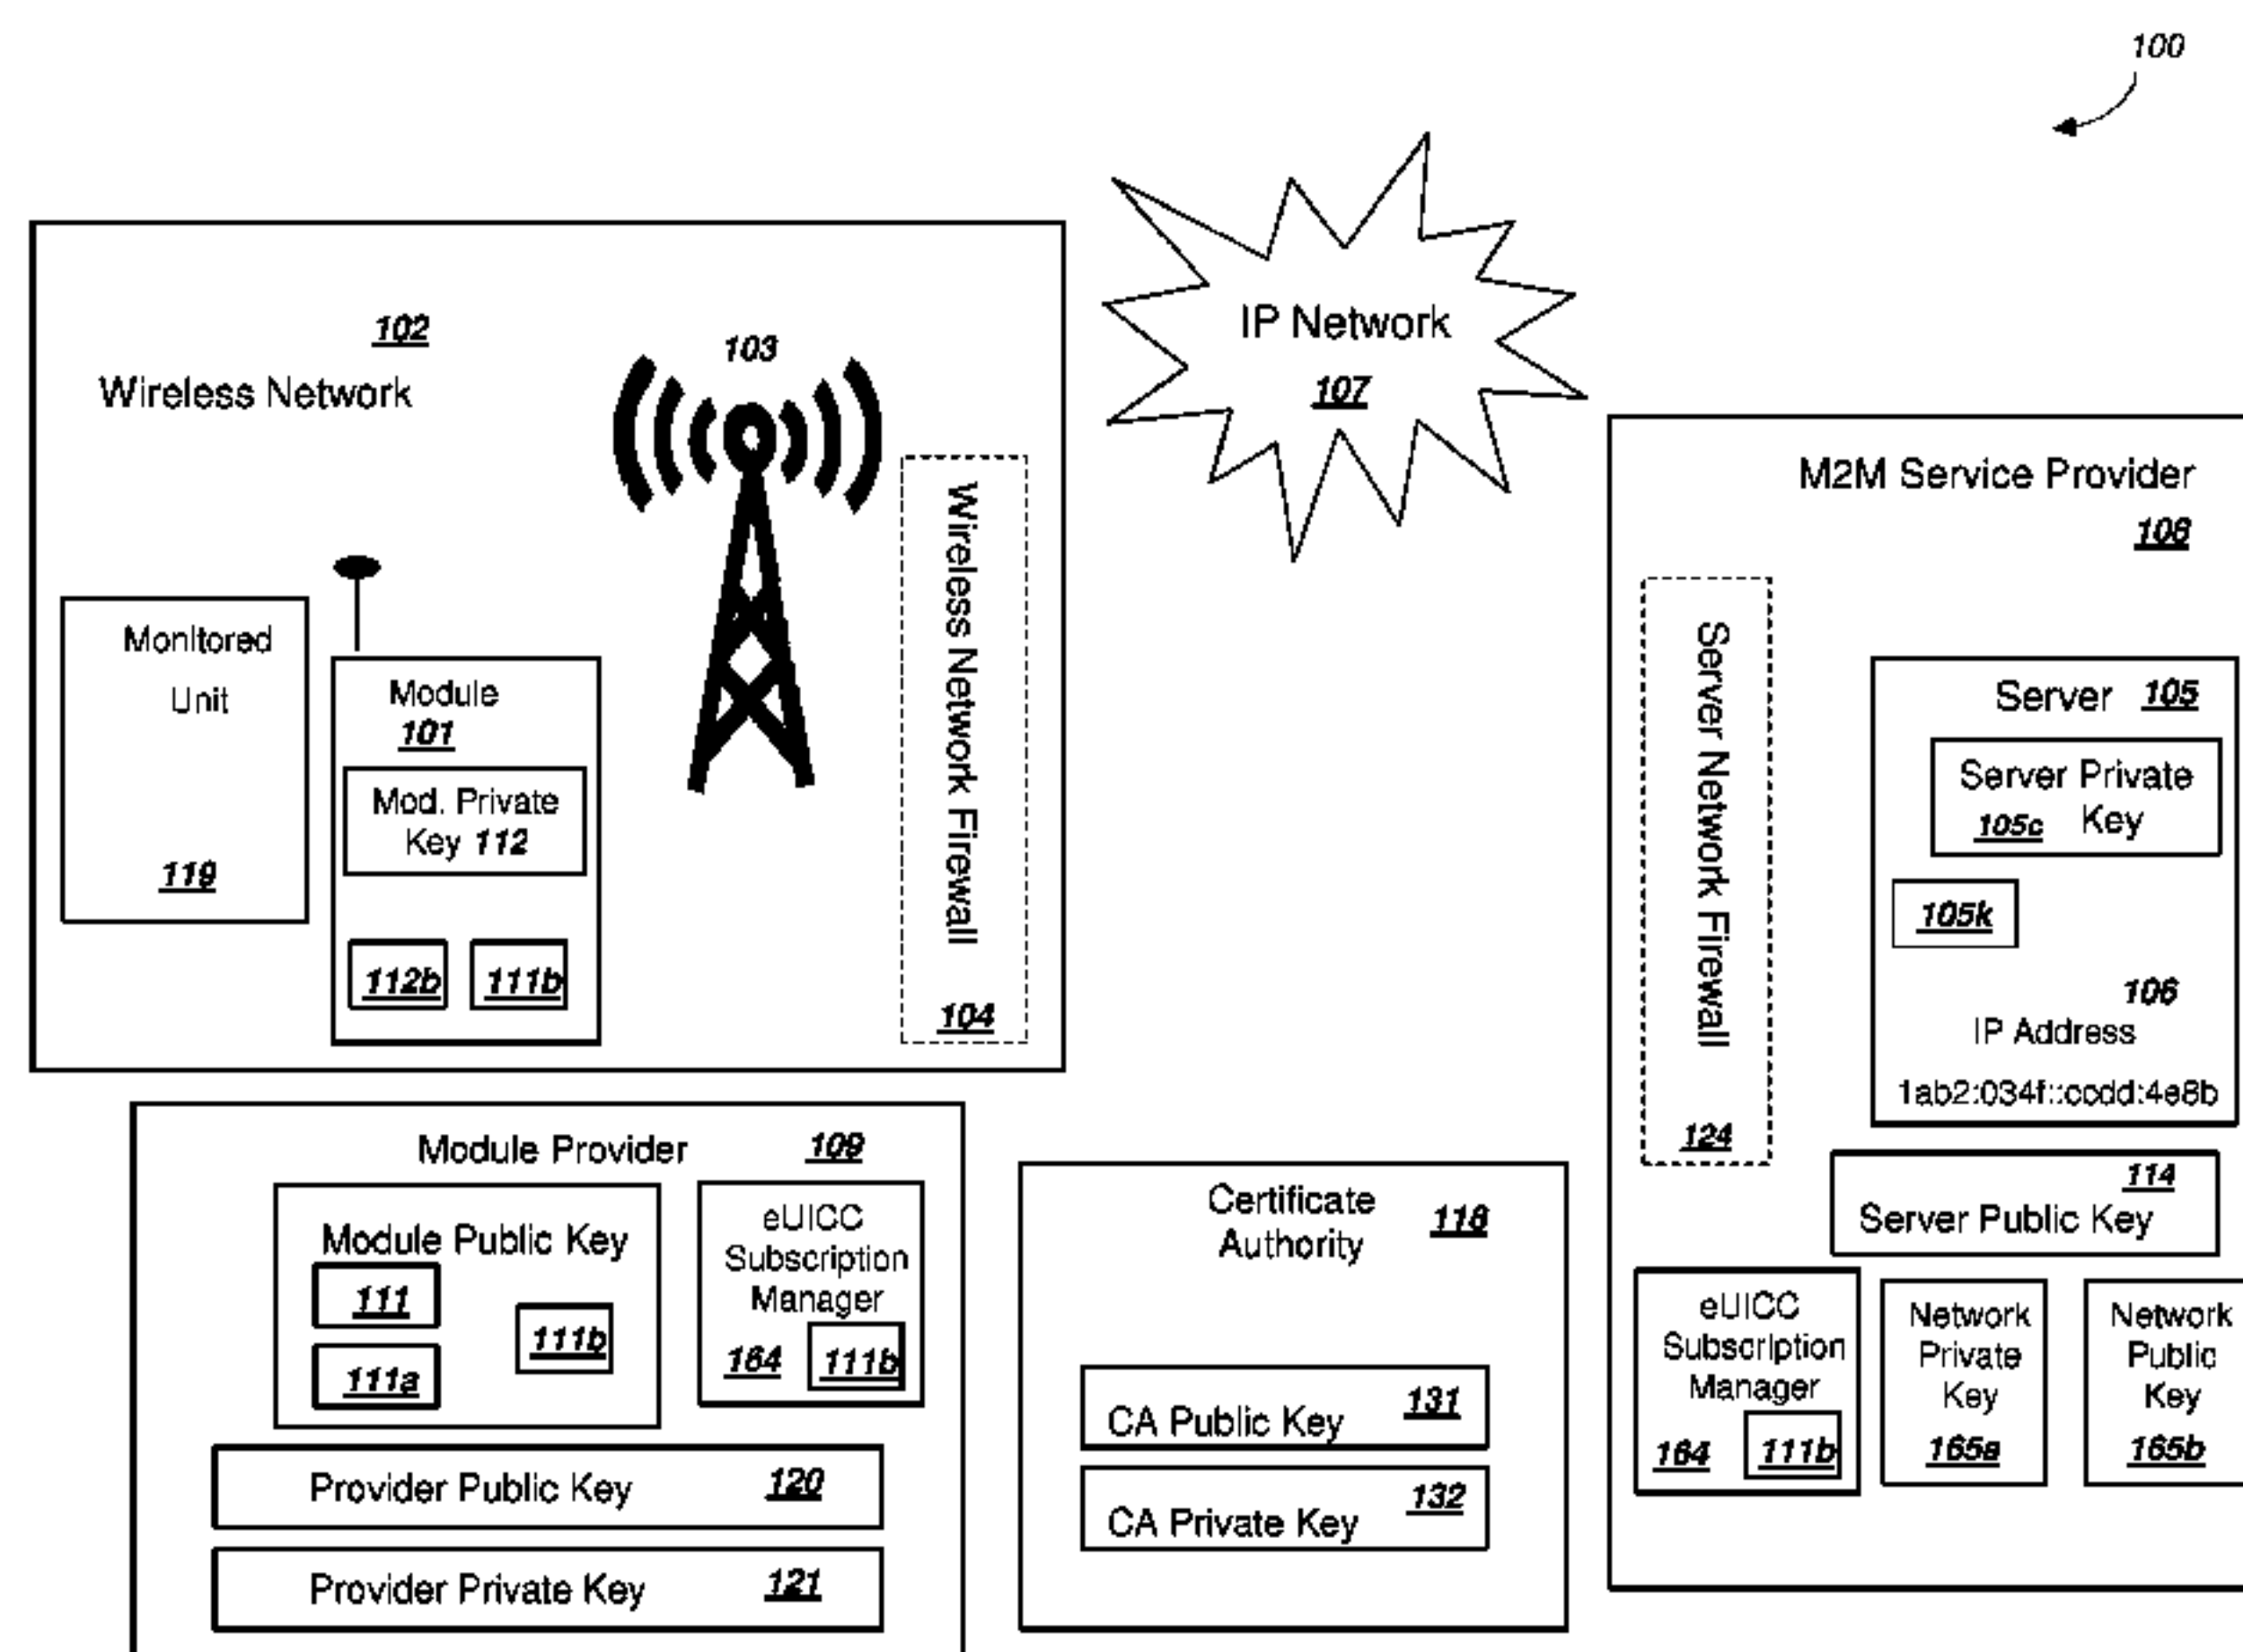 100
IP Network
107
102
Wireless Network
103
Wireless Network Firewall
104
Monitored
Unit
119
Module
101
Mod. Private
Key 112
112b
111b
M2M Service Provider
108
Server Network Firewall
124
Server 105
Server Private
105c Key
105k
106
IP Address
1ab2:034f::ccdd:4e8b
114
Server Public Key
eUICC
Subscription
Manager
164
111b
Network
Private
Key
165a
Network
Public
Key
165b
Module Provider 109
Module Public Key
111
111a
111b
eUICC
Subscription
Manager
164
111b
Provider Public Key 120
Provider Private Key 121
Certificate
Authority
118
CA Public Key 131
CA Private Key 132